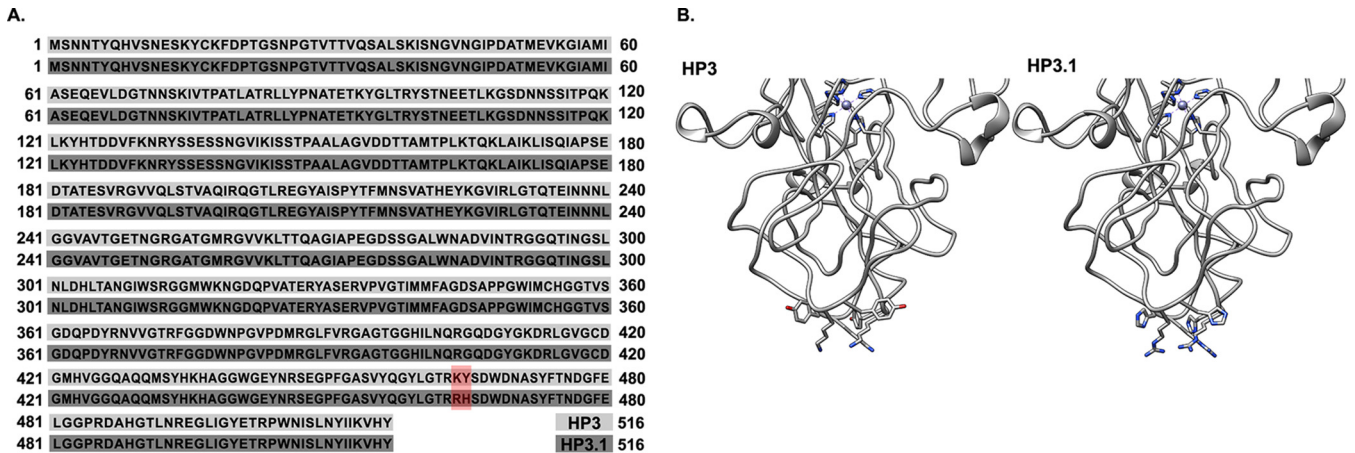 A.
B.
1 MSNNTYQHVSNESKYCKFDPTGSNPGTVTTVQSALSKISNGVNGIPDATMEVKGIAMI 60
1 MSNNTYQHVSNESKYCKFDPTGSNPGTVTTVQSALSKISNGVNGIPDATMEVKGIAMI 60
61 ASEQEVLDGTNNSKIVTPATLATRLLYPNATETKYGLTRYSTNEETLKGSDNNSSITPQK 120
61 ASEQEVLDGTNNSKIVTPATLATRLLYPNATETKYGLTRYSTNEETLKGSDNNSSITPQK 120
121 LKYHTDDVFKNRYSSESSNGVIKISSTPAALAGVDDTTAMTPLKTQKLAIKLISQIAPSE 180
121 LKYHTDDVFKNRYSSESSNGVIKISSTPAALAGVDDTTAMTPLKTQKLAIKLISQIAPSE 180
181 DTATESVRGVVQLSTVAQIRQGTLREGYAISPYTFMNSVATHEYKGVIRLGTQTEINNNL 240
181 DTATESVRGVVQLSTVAQIRQGTLREGYAISPYTFMNSVATHEYKGVIRLGTQTEINNNL 240
241 GGVAVTGETNGRGATGMRGVVKLTTQAGIAPEGDSSGALWNADVINTRGGQTINGSL 300
241 GGVAVTGETNGRGATGMRGVVKLTTQAGIAPEGDSSGALWNADVINTRGGQTINGSL 300
301 NLDHLTANGIWSRGGMWKNGDQPVATERYASERVPVGTIMMFAGDSAPPGWIMCHGGTVS 360
301 NLDHLTANGIWSRGGMWKNGDQPVATERYASERVPVGTIMMFAGDSAPPGWIMCHGGTVS 360
361 GDQPDYRNVVGTRFGGDWNPGVPDMRGLFVRGAGTGGHILNQRGQDGYGKDRLGVGCD 420
361 GDQPDYRNVVGTRFGGDWNPGVPDMRGLFVRGAGTGGHILNQRGQDGYGKDRLGVGCD 420
421 GMHVGGQAQQMSYHKHAGGWGEYNRSEGPFGASVYQGYLGTRKYSDWDNASYFTNDGFE 480
421 GMHVGGQAQQMSYHKHAGGWGEYNRSEGPFGASVYQGYLGTRRHSDWDNASYFTNDGFE 480
481 LGGPRDAHGTLNREGLIGYETRPWNISLNYIIKVHY HP3 516
481 LGGPRDAHGTLNREGLIGYETRPWNISLNYIIKVHY HP3.1 516
HP3
HP3.1